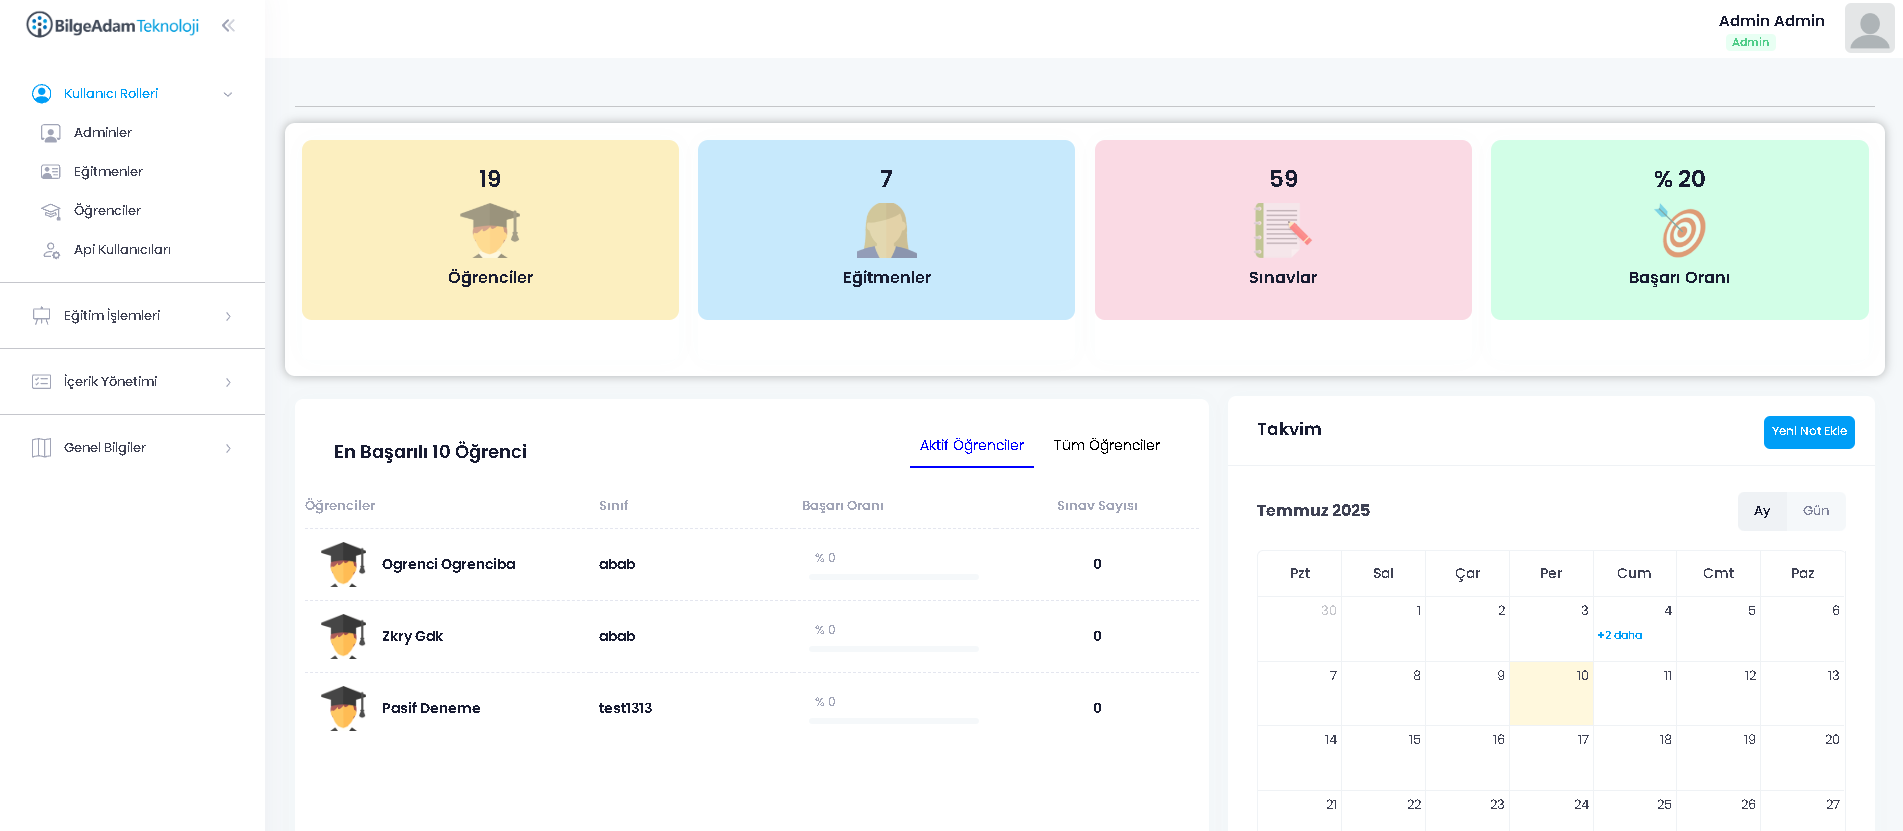 BilgeAdam Teknoloji
Admin Admin
Admin
Kullanıcı Rolleri
Adminler
Eğitmenler
Öğrenciler
Api Kullanıcıları
Eğitim İşlemleri
İçerik Yönetimi
Genel Bilgiler
19
Öğrenciler
7
Eğitmenler
59
Sınavlar
% 20
Başarı Oranı
En Başarılı 10 Öğrenci
Aktif Öğrenciler Tüm Öğrenciler
Öğrenciler Sınıf Başarı Oranı Sınav Sayısı
Ogrenci Ogrenciba abab % 0 0
Zkry Gdk abab % 0 0
Pasif Deneme test1313 % 0 0
Takvim
Yeni Not Ekle
Temmuz 2025
Ay Gün
Pzt Sal Çar Per Cum Cmt Paz
30 1 2 3 4 5 6
+2 daha
7 8 9 10 11 12 13
14 15 16 17 18 19 20
21 22 23 24 25 26 27